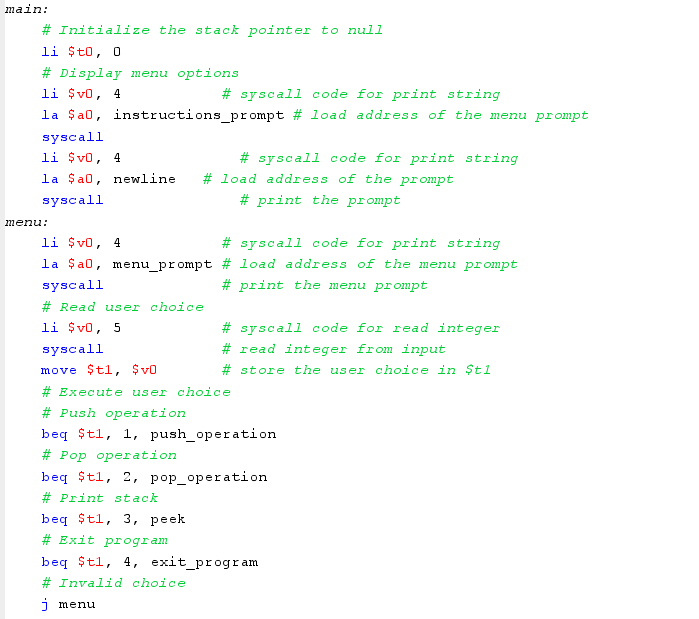 main:
# Initialize the stack pointer to null
li $t0, 0
# Display menu options
li $v0, 4 # syscall code for print string
la $a0, instructions_prompt # load address of the menu prompt
syscall
li $v0, 4 # syscall code for print string
la $a0, newline # load address of the prompt
syscall # print the prompt
menu:
li $v0, 4 # syscall code for print string
la $a0, menu_prompt # load address of the menu prompt
syscall # print the menu prompt
# Read user choice
li $v0, 5 # syscall code for read integer
syscall # read integer from input
move $t1, $v0 # store the user choice in $t1
# Execute user choice
# Push operation
beq $t1, 1, push_operation
# Pop operation
beq $t1, 2, pop_operation
# Print stack
beq $t1, 3, peek
# Exit program
beq $t1, 4, exit_program
# Invalid choice
j menu